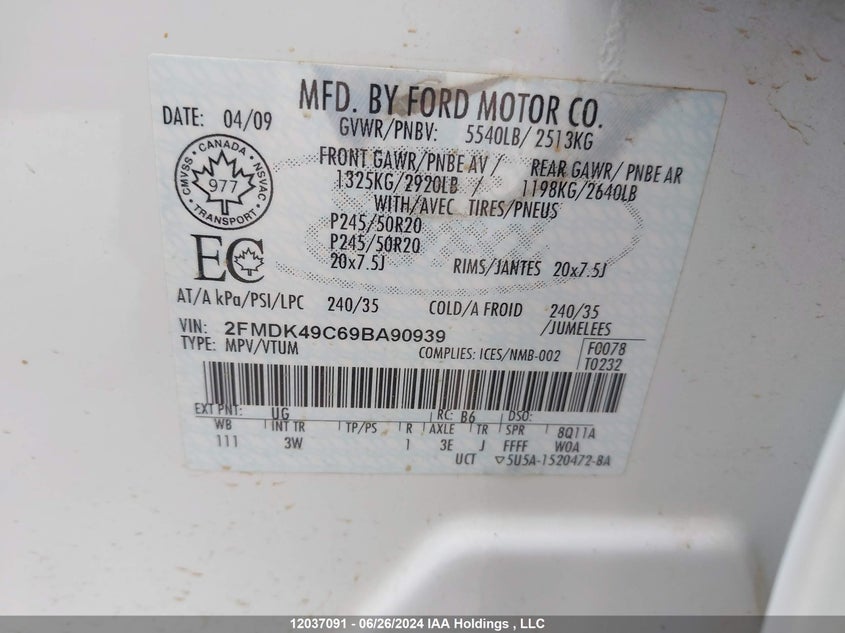 MFD. BY FORD MOTOR CO.
DATE: 04/09
GVWR/PNBV: 5540LB/ 2513KG
CMVSS · CANADA · NSVAC
977
TRANSPORT
FRONT GAWR/PNBE AV/ REAR GAWR/ PNBE AR
1325KG/2920LB / 1198KG/2640LB
WITH/AVEC TIRES/PNEUS
P245/50R20
P245/50R20
EC
20x7.5J RIMS/JANTES 20x7.5J
AT/A kPa/PSI/LPC 240/35 COLD/A FROID 240/35
/JUMELEES
VIN: 2FMDK49C69BA90939
TYPE: MPV/VTUM COMPLIES: ICES/NMB-002 F0078
T0232
EXT PNT: UG RC: B6 DSO:
WB INT TR TP/PS R AXLE TR SPR 8Q11A
111 3W 1 3E J FFFF WOA
UCT ▽5U5A-1520472-BA
12037091 - 06/26/2024 IAA Holdings , LLC